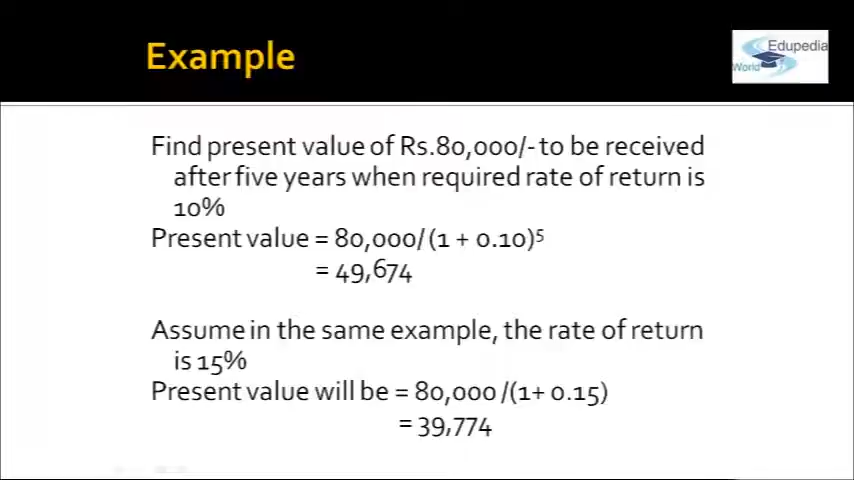 Example
Edupedia
World
Find present value of Rs.80,000/- to be received
after five years when required rate of return is
10%
Present value = 80,000/ (1 + 0.10)⁵
= 49,674
Assume in the same example, the rate of return
is 15%
Present value will be = 80,000 /(1+ 0.15)
= 39,774